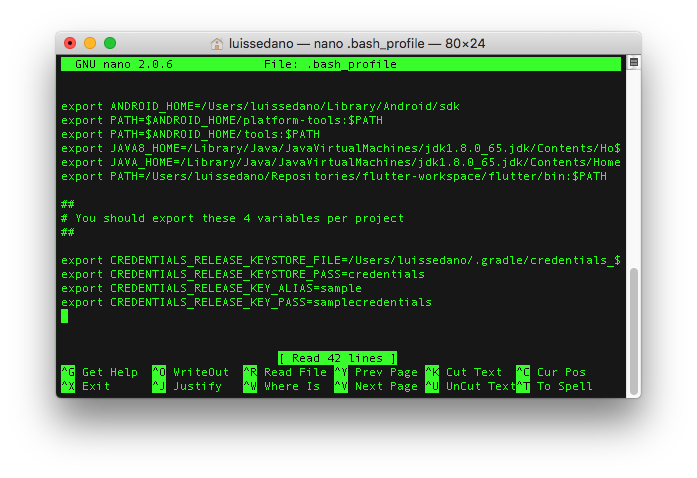 luissedano — nano .bash_profile — 80×24
GNU nano 2.0.6 File: .bash_profile
export ANDROID_HOME=/Users/luissedano/Library/Android/sdk
export PATH=$ANDROID_HOME/platform-tools:$PATH
export PATH=$ANDROID_HOME/tools:$PATH
export JAVA8_HOME=/Library/Java/JavaVirtualMachines/jdk1.8.0_65.jdk/Contents/Ho$
export JAVA_HOME=/Library/Java/JavaVirtualMachines/jdk1.8.0_65.jdk/Contents/Home
export PATH=/Users/luissedano/Repositories/flutter-workspace/flutter/bin:$PATH
##
# You should export these 4 variables per project
##
export CREDENTIALS_RELEASE_KEYSTORE_FILE=/Users/luissedano/.gradle/credentials_$
export CREDENTIALS_RELEASE_KEYSTORE_PASS=credentials
export CREDENTIALS_RELEASE_KEY_ALIAS=sample
export CREDENTIALS_RELEASE_KEY_PASS=samplecredentials
[ Read 42 lines ]
^G Get Help ^O WriteOut ^R Read File ^Y Prev Page ^K Cut Text ^C Cur Pos
^X Exit ^J Justify ^W Where Is ^V Next Page ^U UnCut Text ^T To Spell